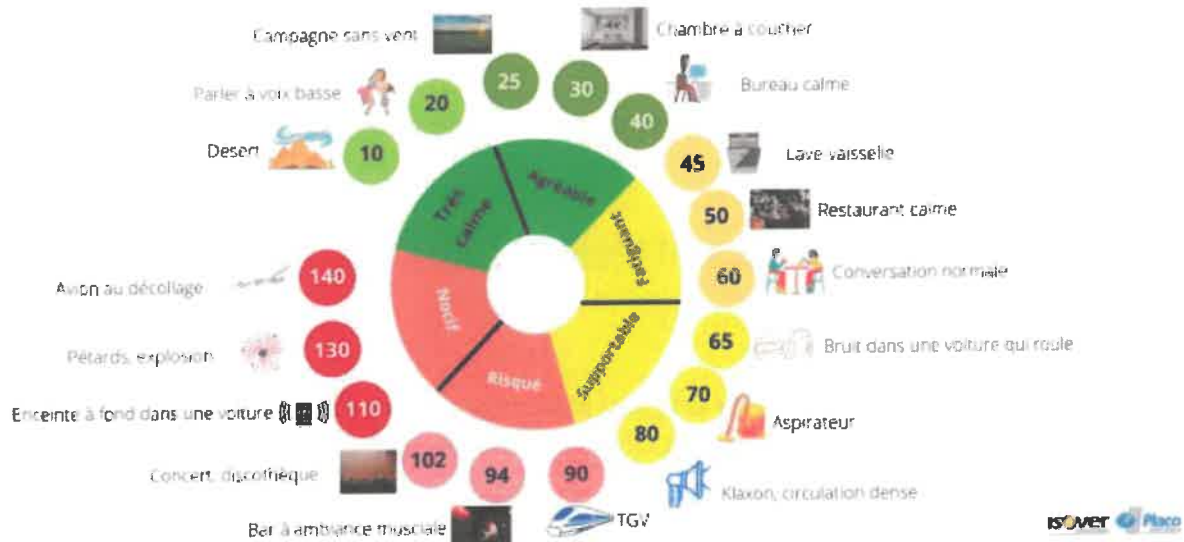 Campagne sans vent
Chambre à coucher
25
30
Parler à voix basse
20
Bureau calme
40
Desert
10
45
Lave vaisselle
Très calme
Agréable
50
Restaurant calme
Fatiguant
140
Avion au décollage
60
Conversation normale
Nocif
Supportable
130
Pétards, explosion
65
Bruit dans une voiture qui roule
Risqué
70
Aspirateur
Enceinte à fond dans une voiture
110
80
Concert, discothèque
102
94
90
Klaxon, circulation dense
Bar à ambiance musciale
TGV
isover
Placo